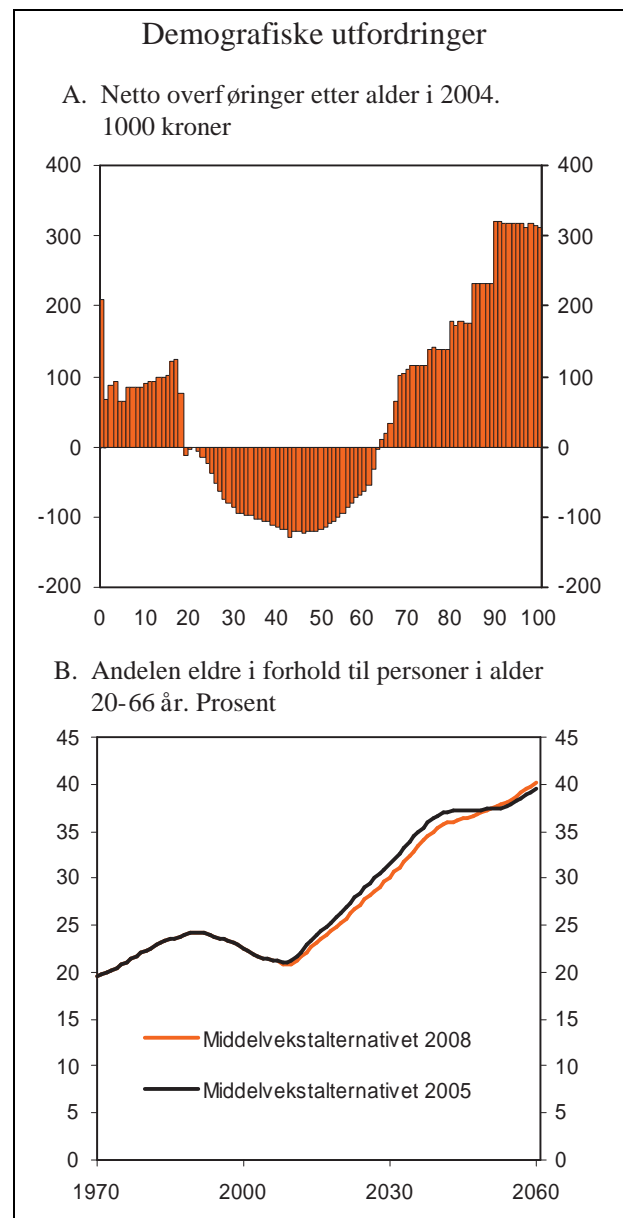 Demografiske utfordringer
A. Netto overføringer etter alder i 2004.
1000 kroner
400 400
300 300
200 200
100 100
0 0
-100 -100
-200 -200
0 10 20 30 40 50 60 70 80 90 100
B. Andelen eldre i forhold til personer i alder
20-66 år. Prosent
45 45
40 40
35 35
30 30
25 25
20 20
15 15
Middelvekstalternativet 2008
10 10
Middelvekstalternativet 2005
5 5
0 0
1970 2000 2030 2060